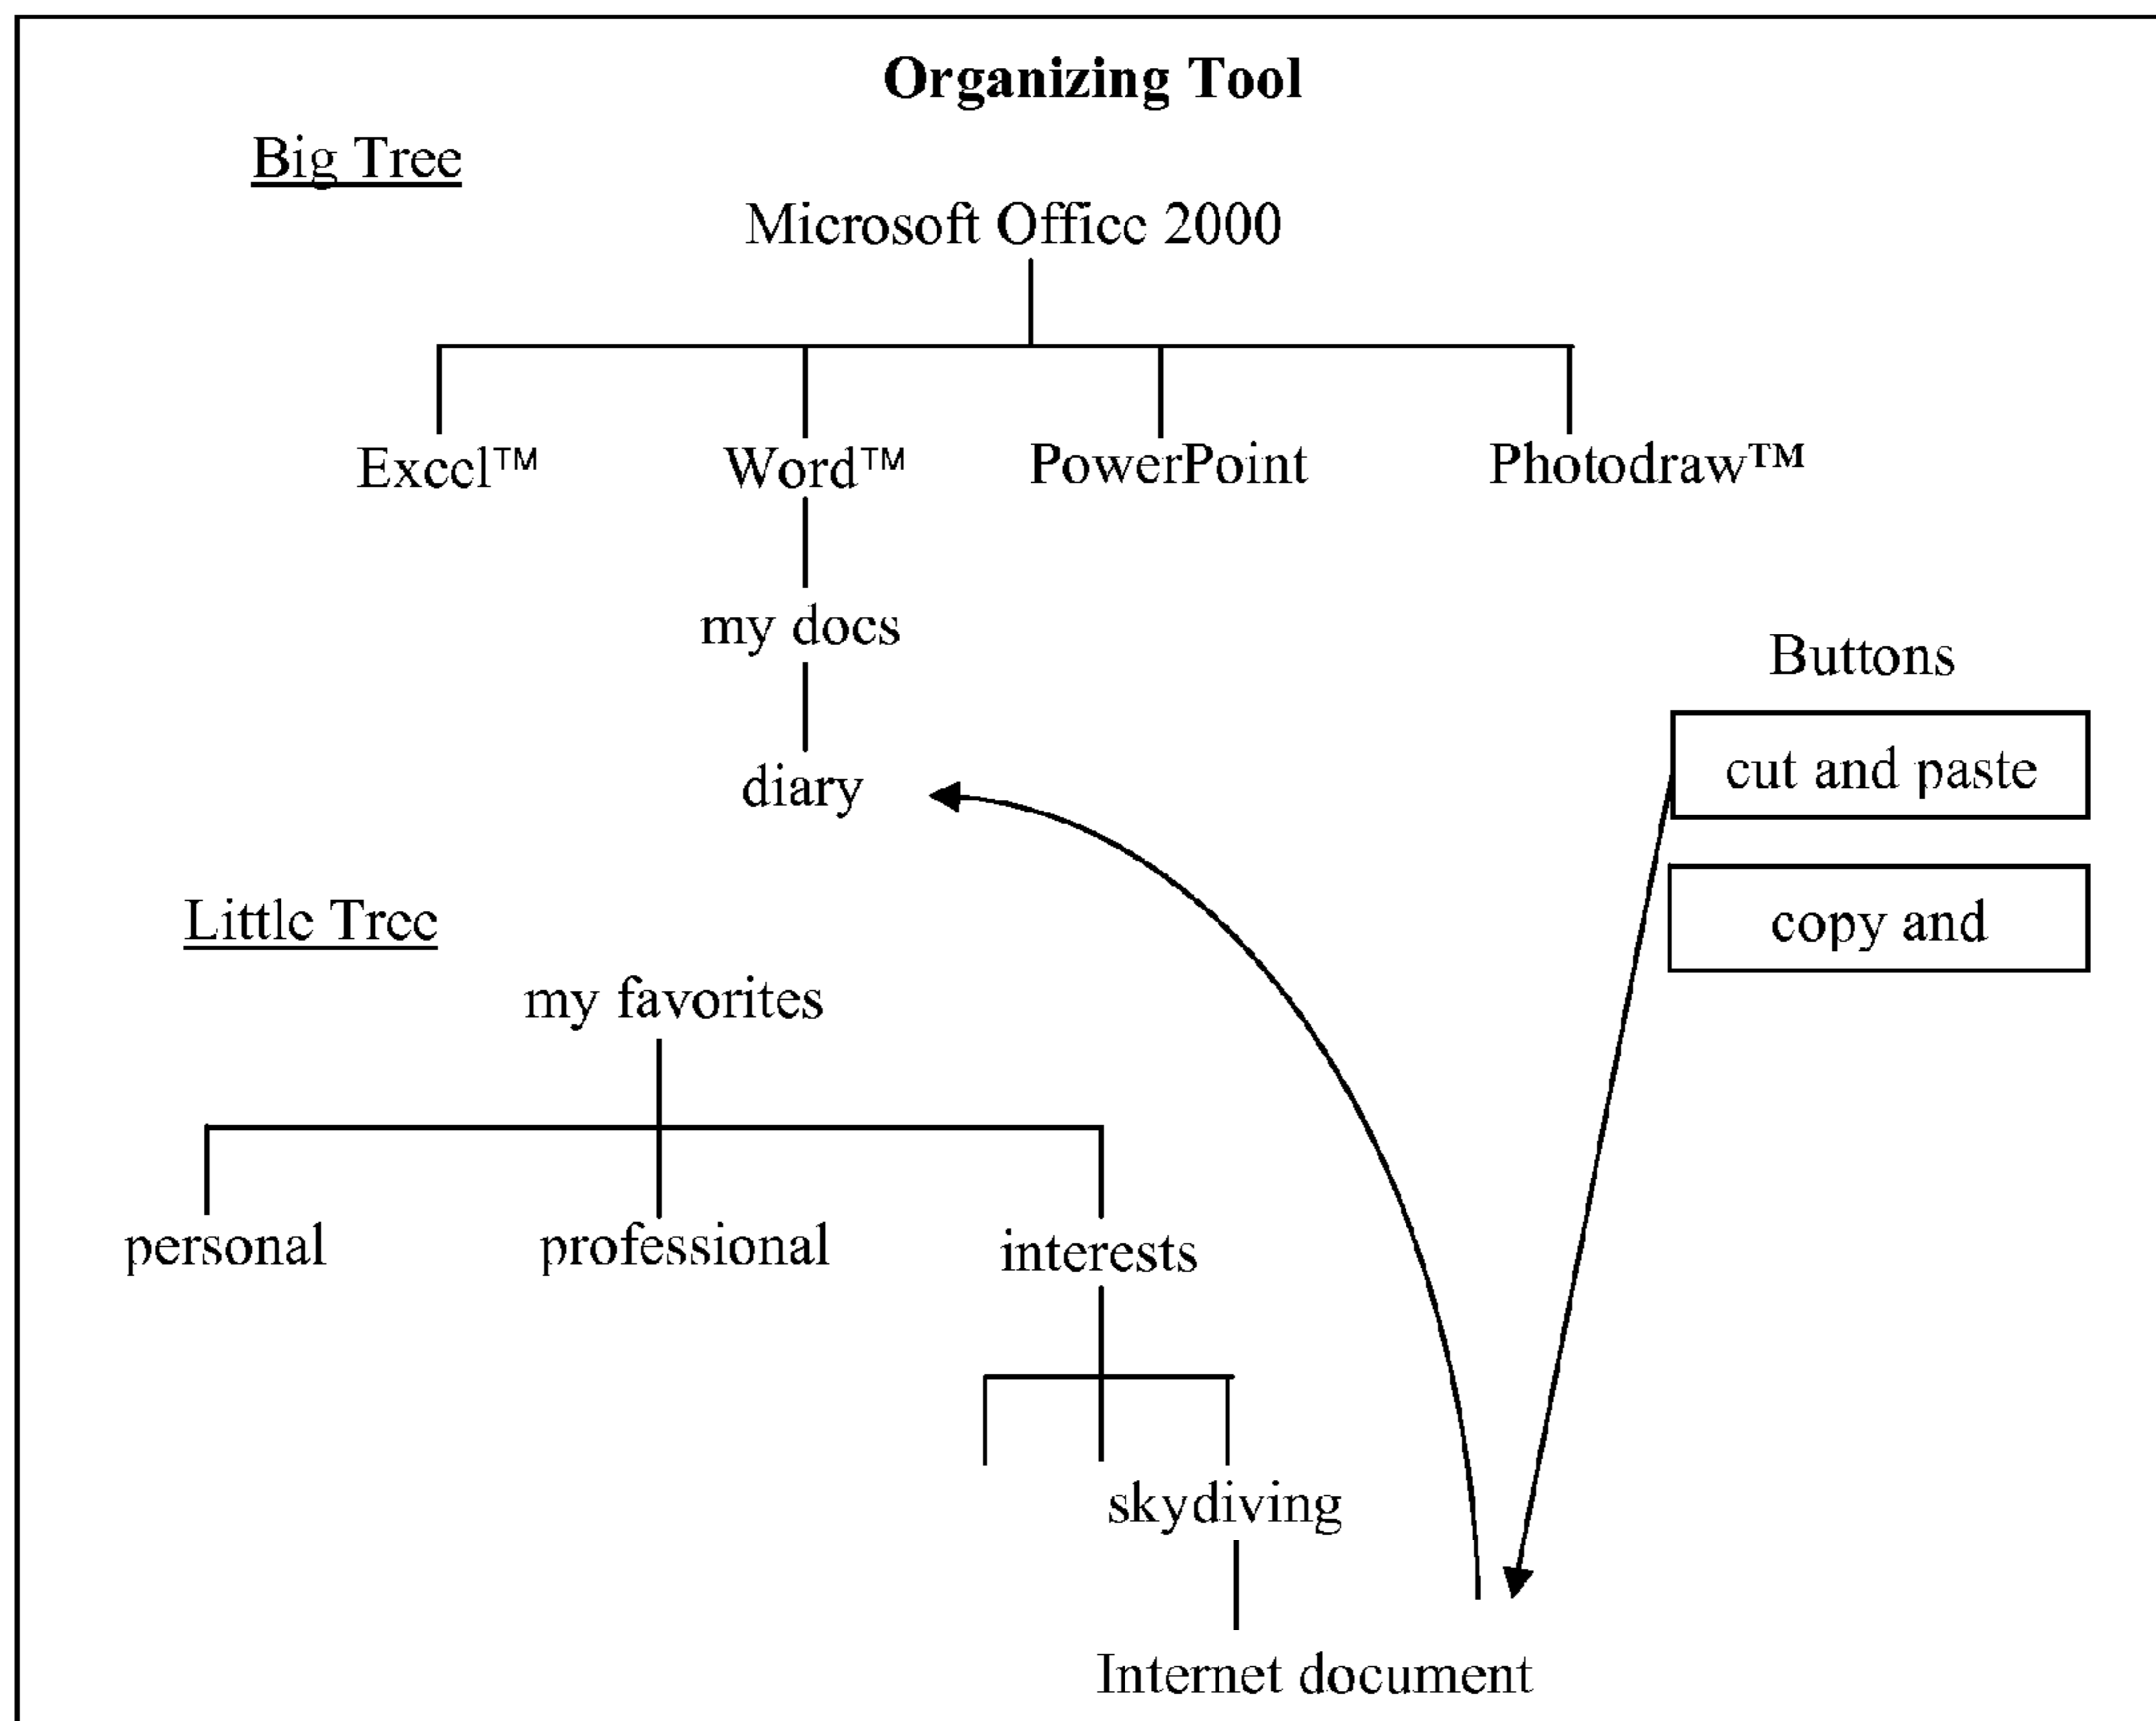 Organizing Tool
Big Tree
Microsoft Office 2000
Excel™ Word™ PowerPoint Photodraw™
my docs
Buttons
cut and paste
diary
copy and
Little Tree
my favorites
personal professional interests
skydiving
Internet document